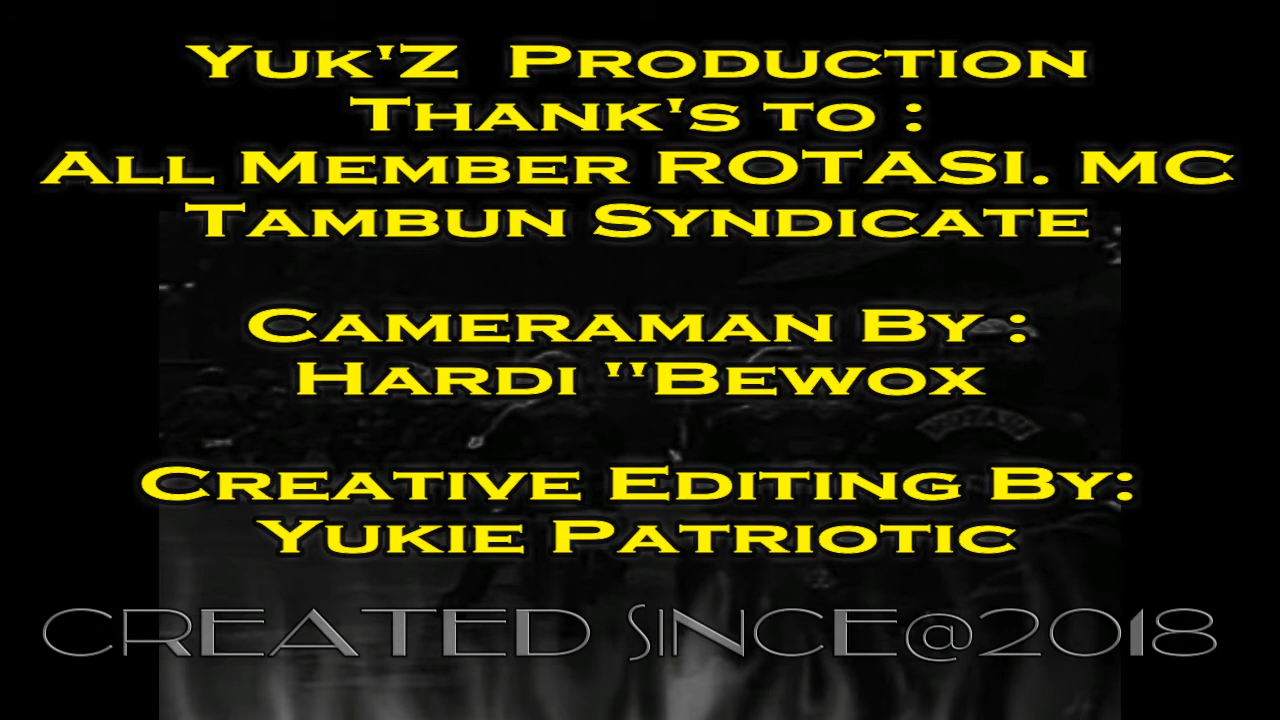 Yuk'Z Production
Thank's to :
All Member ROTASI. MC
Tambun Syndicate
Cameraman By :
Hardi "Bewox
Creative Editing By:
Yukie Patriotic
CREATED SINCE@2018